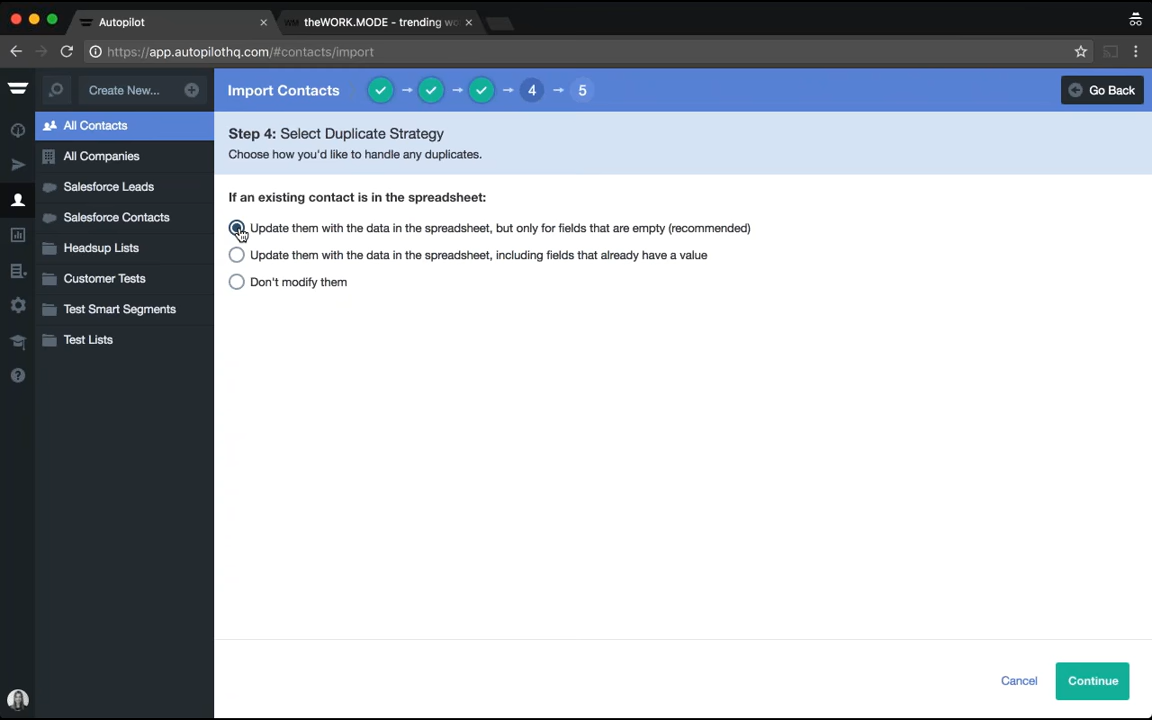 Autopilot
theWORK.MODE - trending wo
https://app.autopilothq.com/#contacts/import
Create New...
Import Contacts
4
5
Go Back
All Contacts
All Companies
Salesforce Leads
Salesforce Contacts
Headsup Lists
Customer Tests
Test Smart Segments
Test Lists
Step 4: Select Duplicate Strategy
Choose how you'd like to handle any duplicates.
If an existing contact is in the spreadsheet:
Update them with the data in the spreadsheet, but only for fields that are empty (recommended)
Update them with the data in the spreadsheet, including fields that already have a value
Don't modify them
Cancel
Continue